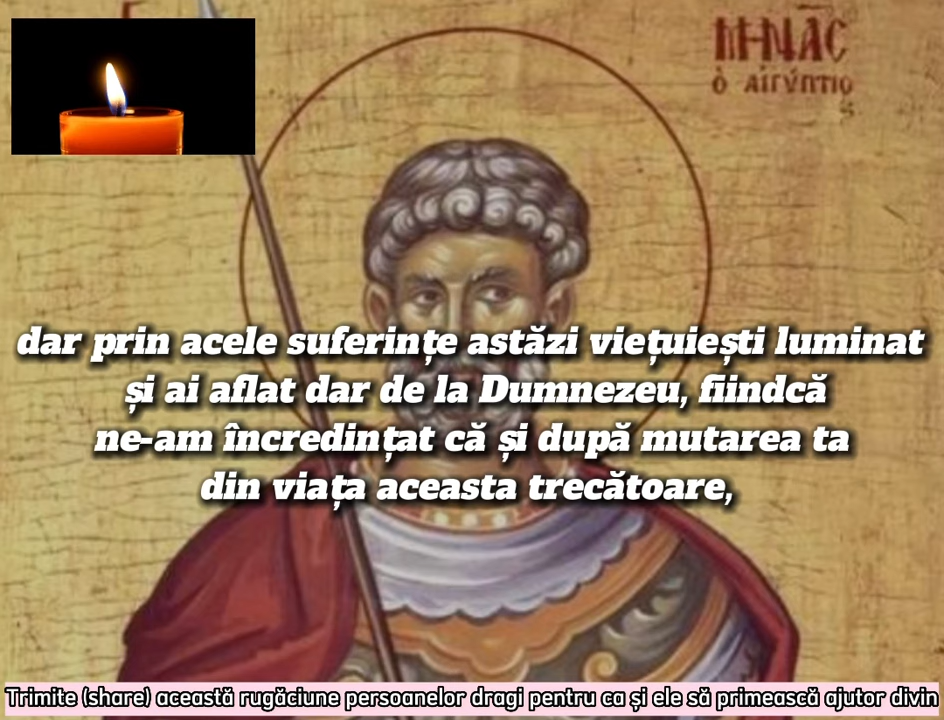 ΜΗΝΑC
ὁ ΑΙΓΎΠΤΙΟ
ς
dar prin acele suferințe astăzi viețuiești luminat
și ai aflat dar de la Dumnezeu, fiindcă
ne-am încredințat că și după mutarea ta
din viața aceasta trecătoare,
Trimite (share) această rugăciune persoanelor dragi pentru ca și ele să primească ajutor divin